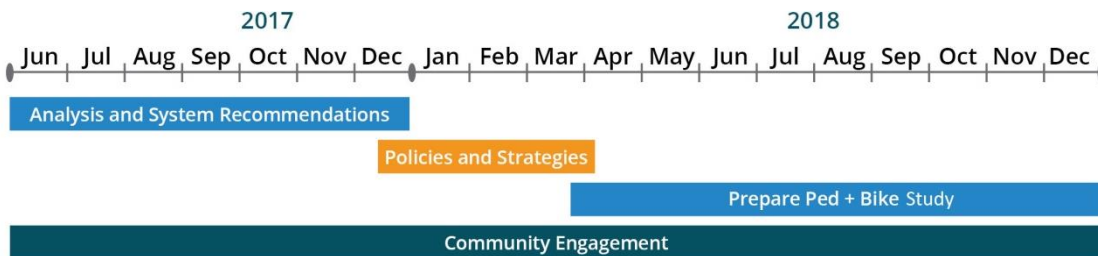 2017 2018
Jun Jul Aug Sep Oct Nov Dec Jan Feb Mar Apr May Jun Jul Aug Sep Oct Nov Dec
Analysis and System Recommendations
Policies and Strategies
Prepare Ped + Bike Study
Community Engagement